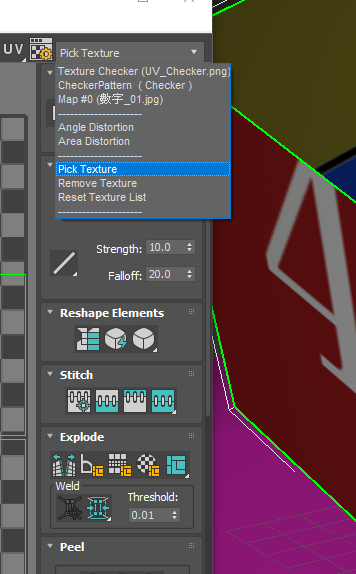 UV
Pick Texture
Texture Checker (UV_Checker.png)
CheckerPattern  ( Checker )
Map #0 (數字_01.jpg)
---------------------
Angle Distortion
Area Distortion
---------------------
Pick Texture
Remove Texture
Reset Texture List
---------------------
Strength: 10.0
Falloff: 20.0
Reshape Elements
Stitch
Explode
Weld
Threshold:
0.01
Peel